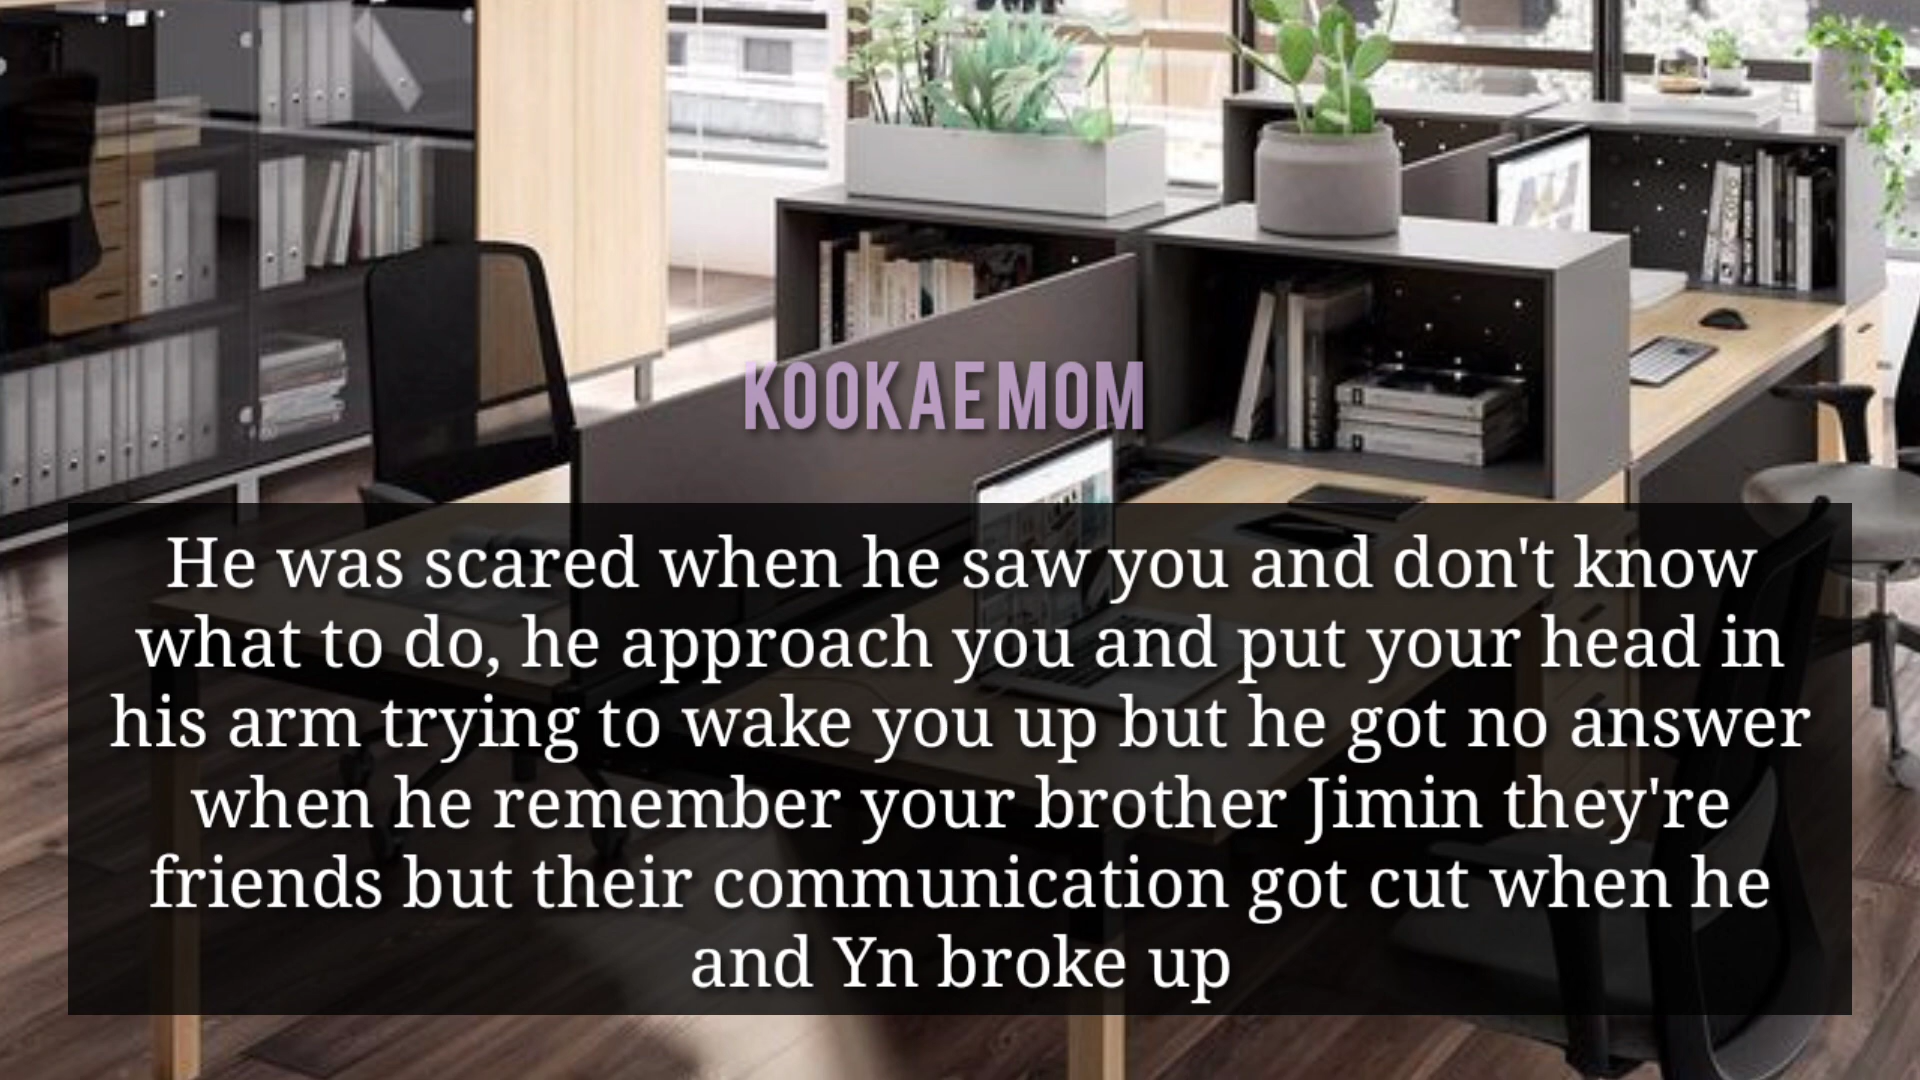 KOOKAE MOM
He was scared when he saw you and don't know
what to do, he approach you and put your head in
his arm trying to wake you up but he got no answer
when he remember your brother Jimin they're
friends but their communication got cut when he
and Yn broke up